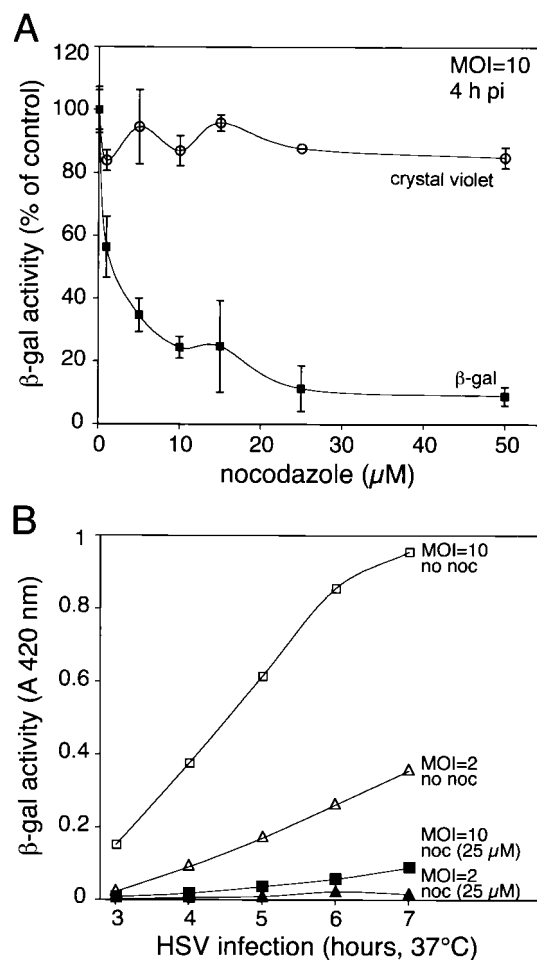 A
β-gal activity (% of control)
120
100
80
60
40
20
0
MOI=10
4 h pi
crystal violet
β-gal
0 10 20 30 40 50
nocodazole (µM)
B
β-gal activity (A 420 nm)
1
0.8
0.6
0.4
0.2
0
MOI=10
no noc
MOI=2
no noc
MOI=10
noc (25 µM)
MOI=2
noc (25 µM)
3 4 5 6 7
HSV infection (hours, 37°C)